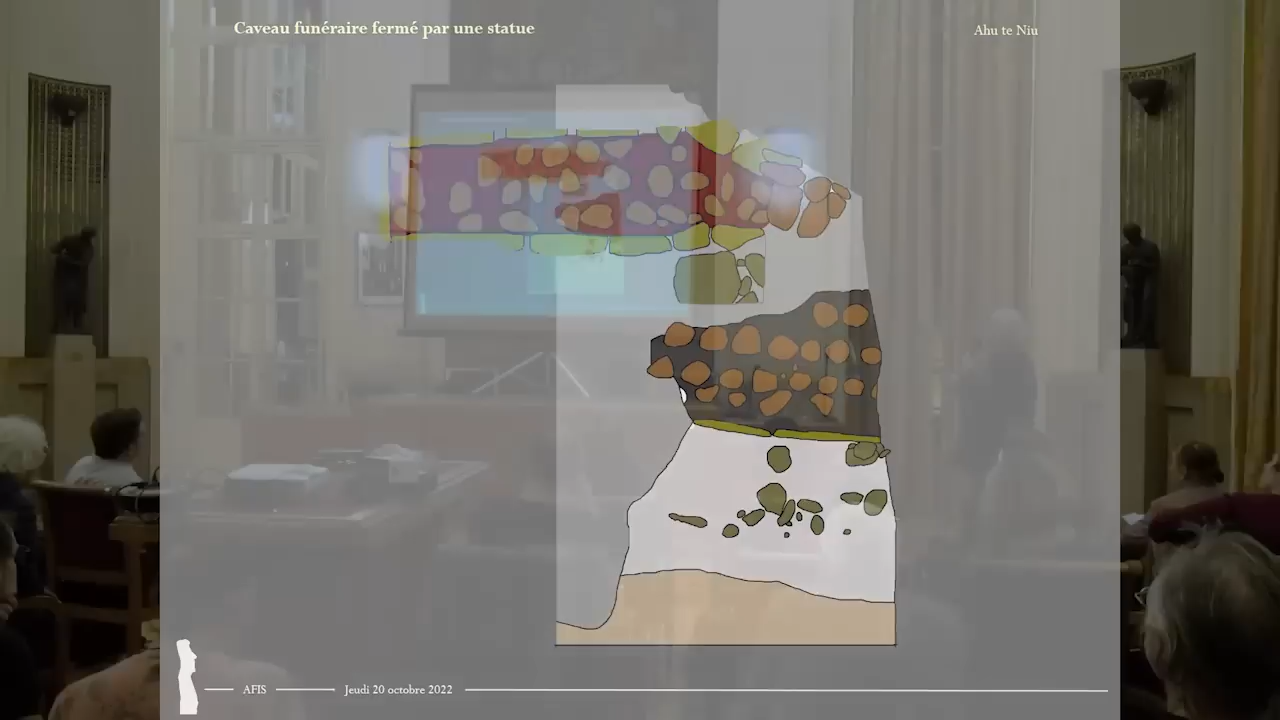 Caveau funéraire fermé par une statue
Ahu te Niu
AFIS
Jeudi 20 octobre 2022